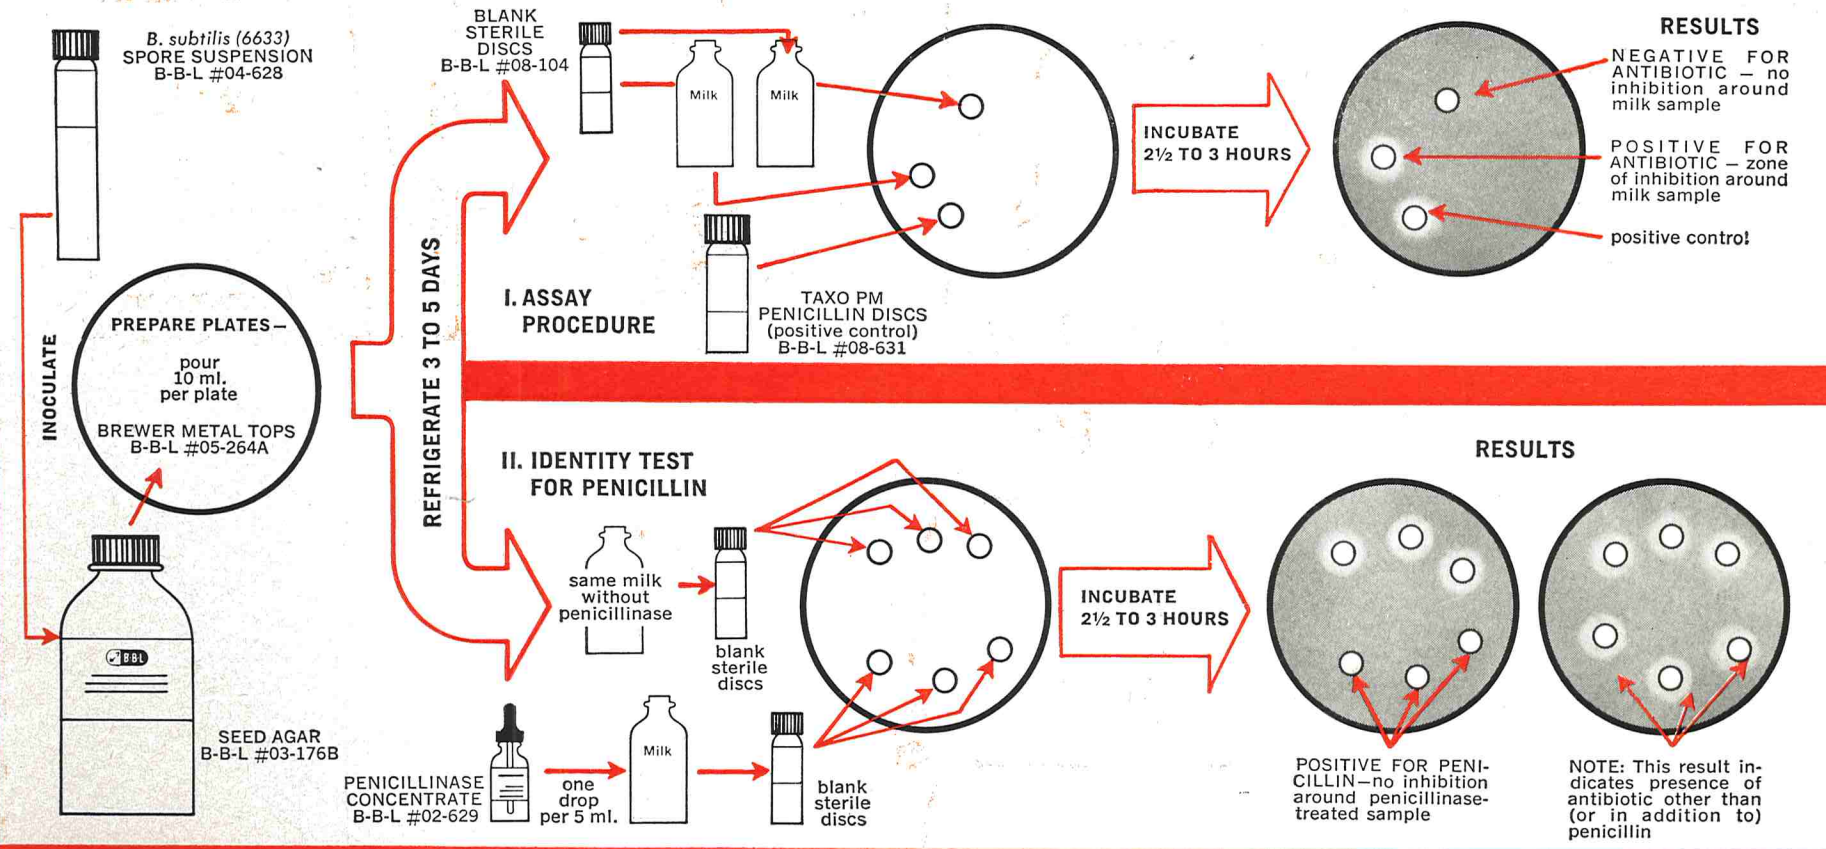 B. subtilis (6633)
SPORE SUSPENSION
B-B-L #04-628
INOCULATE
PREPARE PLATES—
pour
10 ml.
per plate
BREWER METAL TOPS
B-B-L #05-264A
BBL
SEED AGAR
B-B-L #03-176B
REFRIGERATE 3 TO 5 DAYS
BLANK
STERILE
DISCS
B-B-L #08-104
Milk
Milk
I. ASSAY
PROCEDURE
TAXO PM
PENICILLIN DISCS
(positive control)
B-B-L #08-631
INCUBATE
2½ TO 3 HOURS
RESULTS
NEGATIVE FOR
ANTIBIOTIC — no
inhibition around
milk sample
POSITIVE FOR
ANTIBIOTIC — zone
of inhibition around
milk sample
positive control
II. IDENTITY TEST
FOR PENICILLIN
same milk
without
penicillinase
blank
sterile
discs
PENICILLINASE
CONCENTRATE
B-B-L #02-629
one
drop
per 5 ml.
Milk
blank
sterile
discs
INCUBATE
2½ TO 3 HOURS
RESULTS
POSITIVE FOR PENI-
CILLIN—no inhibition
around penicillinase-
treated sample
NOTE: This result in-
dicates presence of
antibiotic other than
(or in addition to)
penicillin